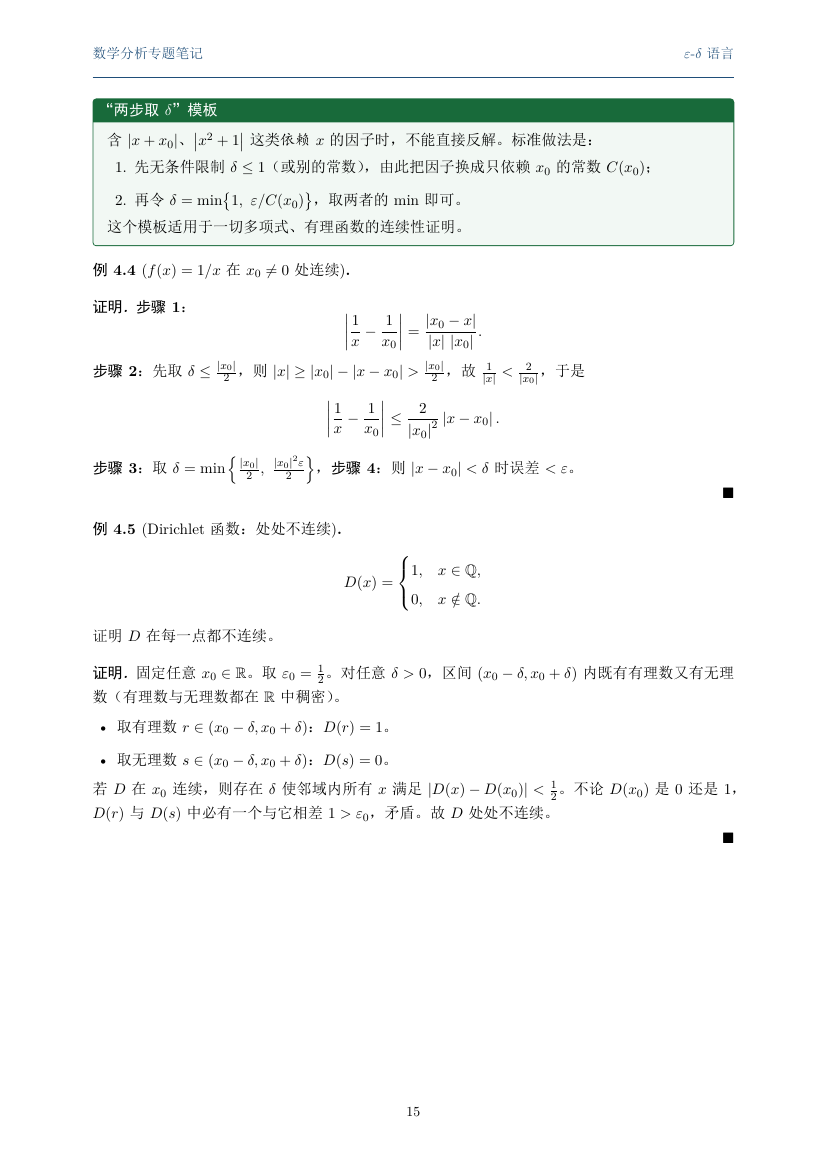 数学分析专题笔记 ε-δ 语言
“两步取 δ”模板
含 |x + x₀|、|x² + 1| 这类依赖 x 的因子时，不能直接反解。标准做法是：
1. 先无条件限制 δ ≤ 1（或别的常数），由此把因子换成只依赖 x₀ 的常数 C(x₀)；
2. 再令 δ = min{1, ε/C(x₀)}，取两者的 min 即可。
这个模板适用于一切多项式、有理函数的连续性证明。
例 4.4 (f(x) = 1/x 在 x₀ ≠ 0 处连续).
证明. 步骤 1：
|1/x − 1/x₀| = |x₀ − x| / (|x| |x₀|).
步骤 2：先取 δ ≤ |x₀|/2，则 |x| ≥ |x₀| − |x − x₀| > |x₀|/2，故 1/|x| < 2/|x₀|，于是
|1/x − 1/x₀| ≤ 2/|x₀|² |x − x₀| .
步骤 3：取 δ = min{|x₀|/2, |x₀|²ε/2}，步骤 4：则 |x − x₀| < δ 时误差 < ε。
■
例 4.5 (Dirichlet 函数：处处不连续).
D(x) = { 1, x ∈ ℚ,
0, x ∉ ℚ.
证明 D 在每一点都不连续。
证明. 固定任意 x₀ ∈ ℝ。取 ε₀ = 1/2。对任意 δ > 0，区间 (x₀ − δ, x₀ + δ) 内既有有理数又有无理
数（有理数与无理数都在 ℝ 中稠密）。
• 取有理数 r ∈ (x₀ − δ, x₀ + δ)：D(r) = 1。
• 取无理数 s ∈ (x₀ − δ, x₀ + δ)：D(s) = 0。
若 D 在 x₀ 连续，则存在 δ 使邻域内所有 x 满足 |D(x) − D(x₀)| < 1/2。不论 D(x₀) 是 0 还是 1，
D(r) 与 D(s) 中必有一个与它相差 1 > ε₀，矛盾。故 D 处处不连续。
■
15